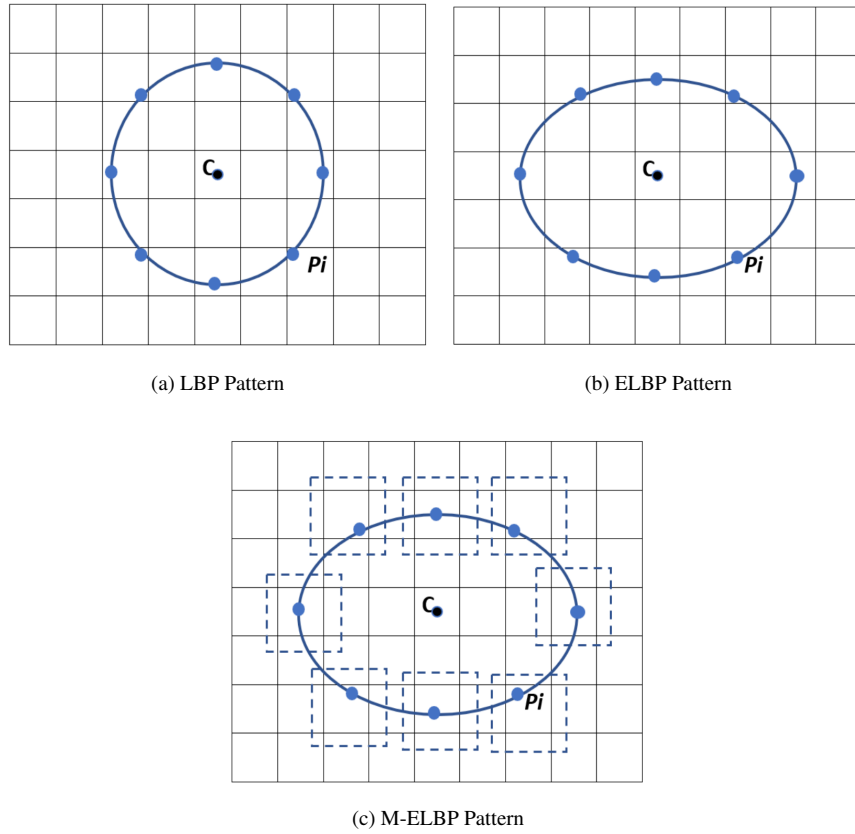 C
Pi
(a) LBP Pattern
C
Pi
(b) ELBP Pattern
C
Pi
(c) M-ELBP Pattern